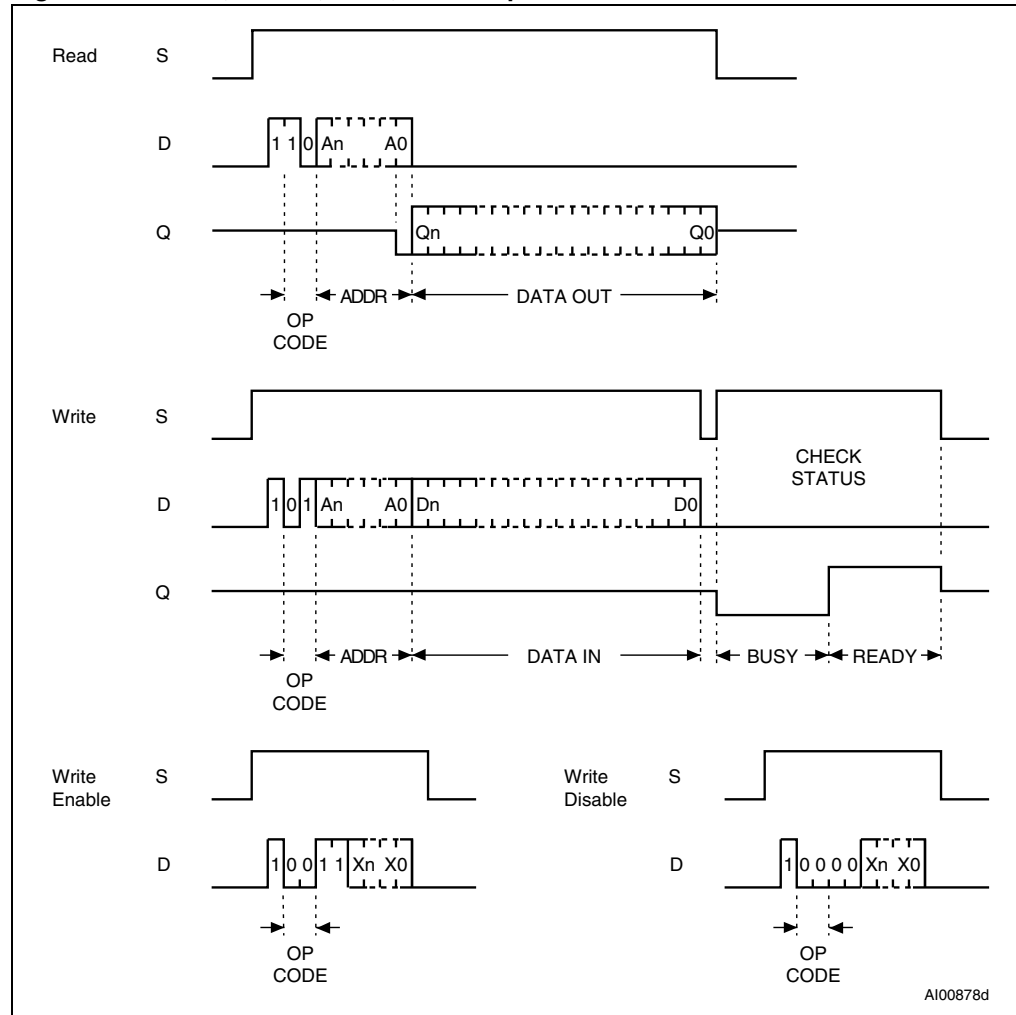 Read S
D 1 1 0 An A0
Q Qn Q0
ADDR DATA OUT
OP
CODE
Write S
CHECK
STATUS
D 1 0 1 An A0 Dn D0
Q
ADDR DATA IN BUSY READY
OP
CODE
Write
Enable
S
D 1 0 0 1 1 Xn X0
OP
CODE
Write
Disable
S
D 1 0 0 0 0 Xn X0
OP
CODE
AI00878d